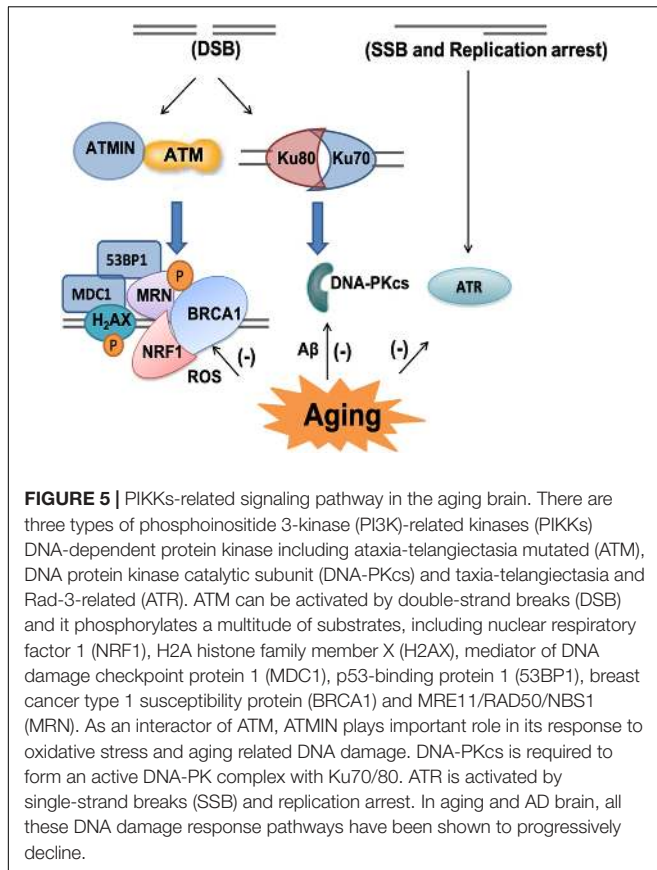 (DSB)
(SSB and Replication arrest)
ATMIN
ATM
Ku80
Ku70
53BP1
MDC1
MRN
P
H₂AX
BRCA1
P
NRF1
ROS
(-)
DNA-PKcs
ATR
Aβ
(-)
(-)
Aging
FIGURE 5 | PIKKs-related signaling pathway in the aging brain. There are
three types of phosphoinositide 3-kinase (PI3K)-related kinases (PIKKs)
DNA-dependent protein kinase including ataxia-telangiectasia mutated (ATM),
DNA protein kinase catalytic subunit (DNA-PKcs) and taxia-telangiectasia and
Rad-3-related (ATR). ATM can be activated by double-strand breaks (DSB)
and it phosphorylates a multitude of substrates, including nuclear respiratory
factor 1 (NRF1), H2A histone family member X (H2AX), mediator of DNA
damage checkpoint protein 1 (MDC1), p53-binding protein 1 (53BP1), breast
cancer type 1 susceptibility protein (BRCA1) and MRE11/RAD50/NBS1
(MRN). As an interactor of ATM, ATMIN plays important role in its response to
oxidative stress and aging related DNA damage. DNA-PKcs is required to
form an active DNA-PK complex with Ku70/80. ATR is activated by
single-strand breaks (SSB) and replication arrest. In aging and AD brain, all
these DNA damage response pathways have been shown to progressively
decline.